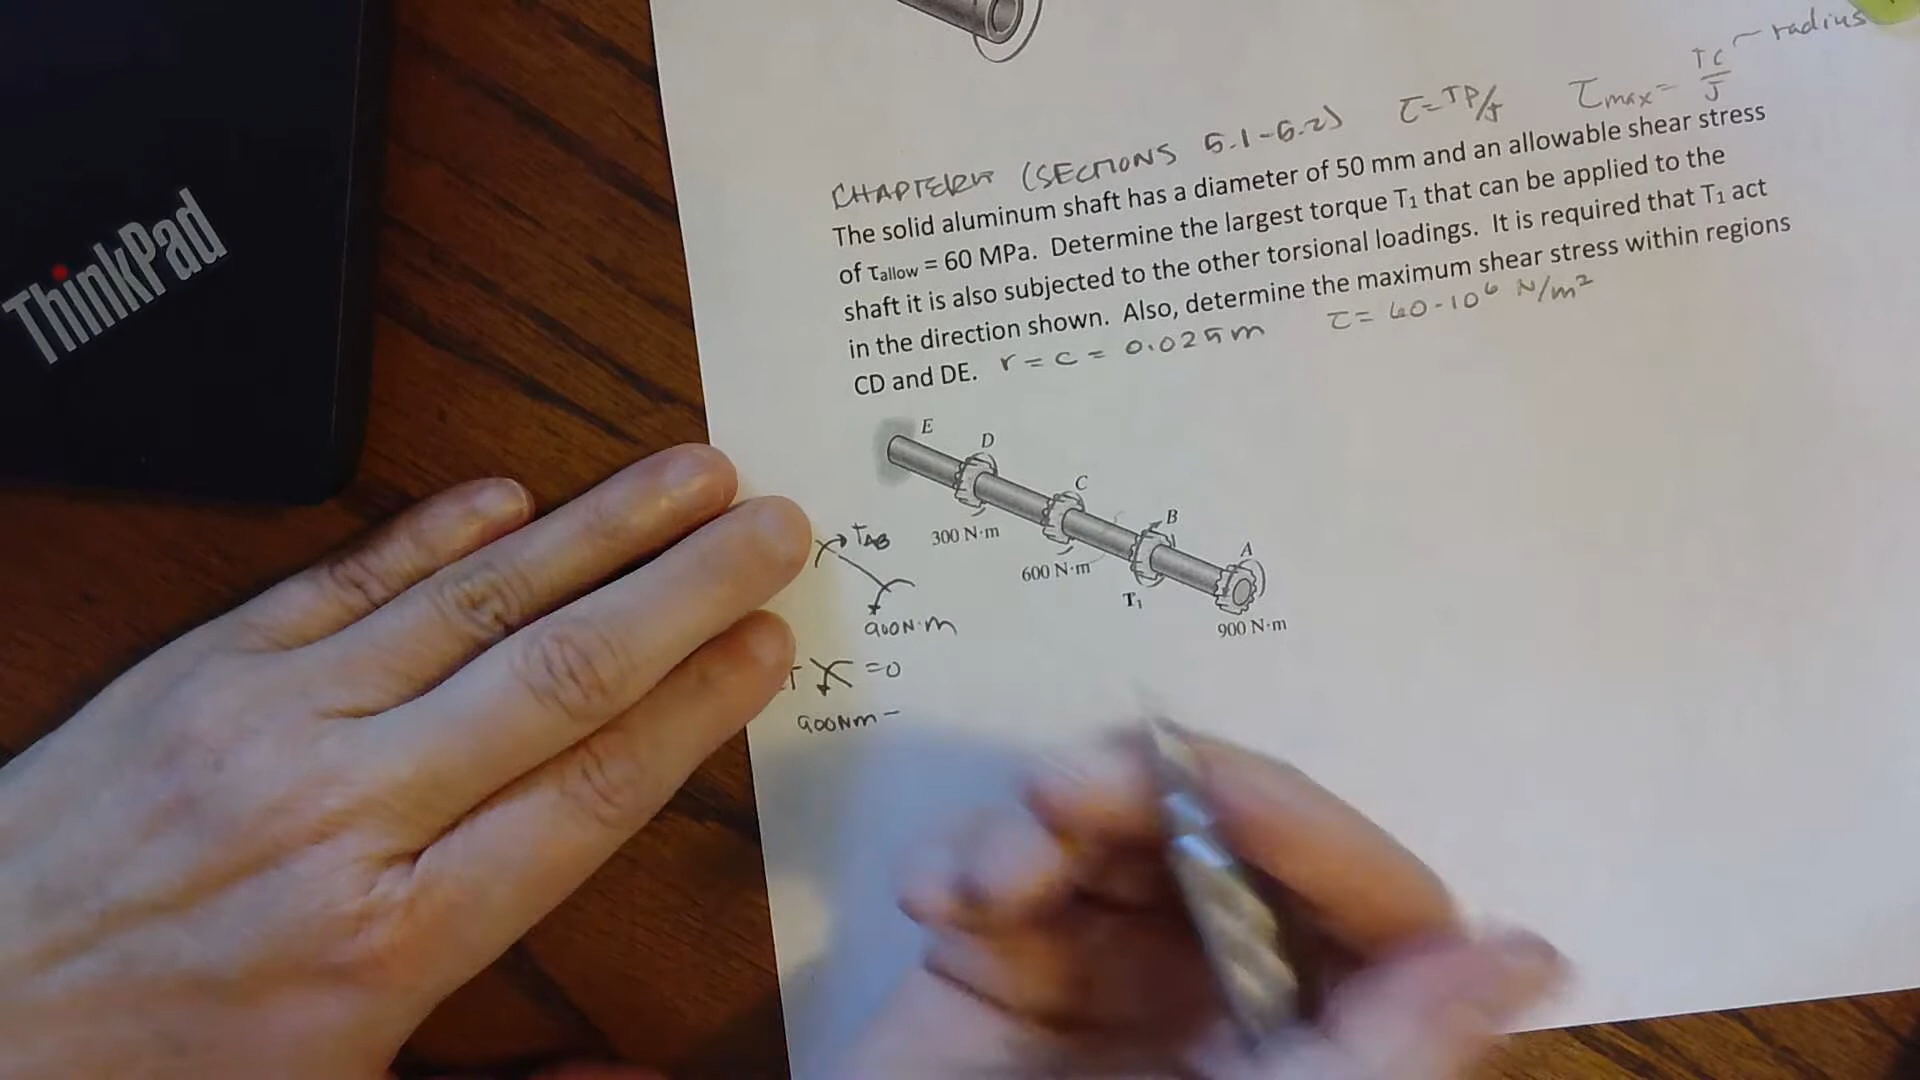 ThinkPad
τmax = Tc/J ~ radius
(SECTIONS 5.1-5.2) τ = Tρ/J
The solid aluminum shaft has a diameter of 50 mm and an allowable shear stress
of τallow = 60 MPa. Determine the largest torque T₁ that can be applied to the
shaft it is also subjected to the other torsional loadings. It is required that T₁ act
in the direction shown. Also, determine the maximum shear stress within regions
CD and DE. r = c = 0.025m τ = 60·10⁶ N/m²
E
D
C
B
A
300 N·m
600 N·m
T₁
900 N·m
TAB
900N·m
=0
900Nm -